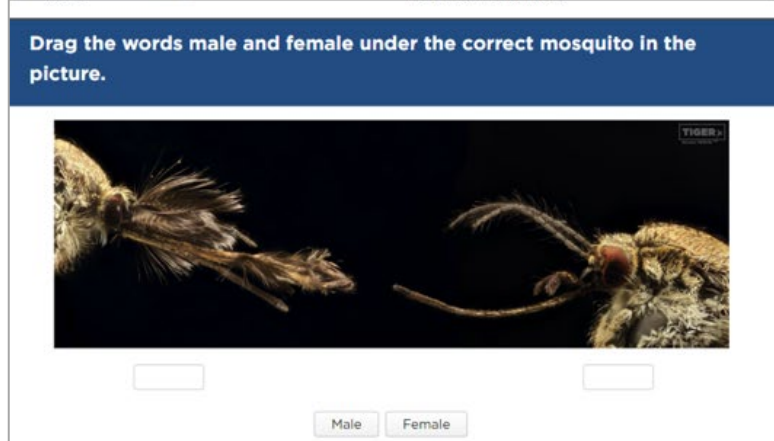 Drag the words male and female under the correct mosquito in the
picture.
TIGER
Male Female